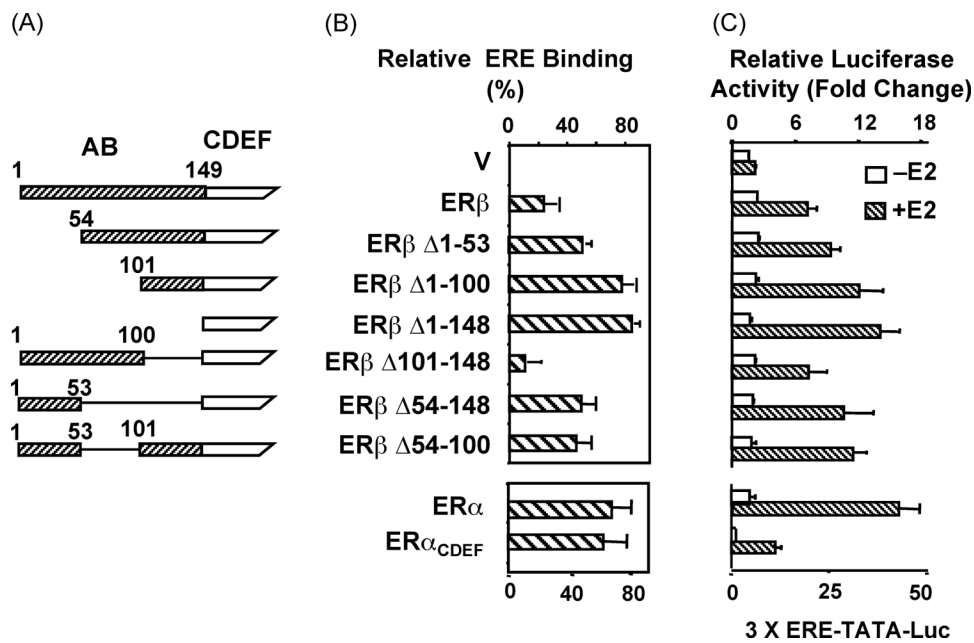 (A)
AB
CDEF
1
149
54
101
1
100
1
53
1
53
101
(B)
Relative ERE Binding
(%)
0 40 80
V
ERβ
ERβ Δ1-53
ERβ Δ1-100
ERβ Δ1-148
ERβ Δ101-148
ERβ Δ54-148
ERβ Δ54-100
ERα
ERαCDEF
0 40 80
(C)
Relative Luciferase
Activity (Fold Change)
0 6 12 18
–E2
+E2
0 25 50
3 X ERE-TATA-Luc